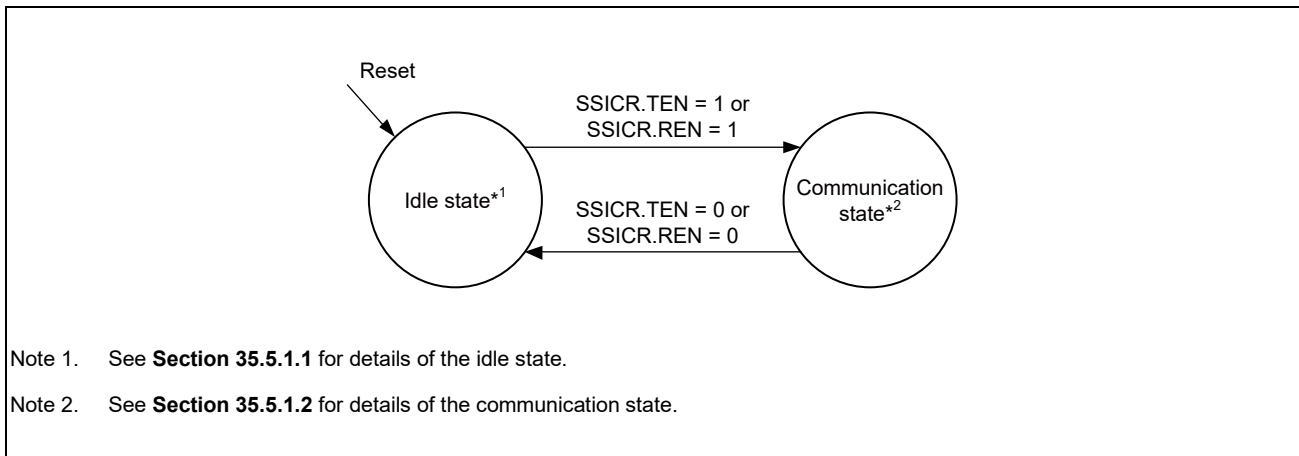 Reset
SSICR.TEN = 1 or
SSICR.REN = 1
Idle state*1
Communication
state*2
SSICR.TEN = 0 or
SSICR.REN = 0
Note 1. See Section 35.5.1.1 for details of the idle state.
Note 2. See Section 35.5.1.2 for details of the communication state.